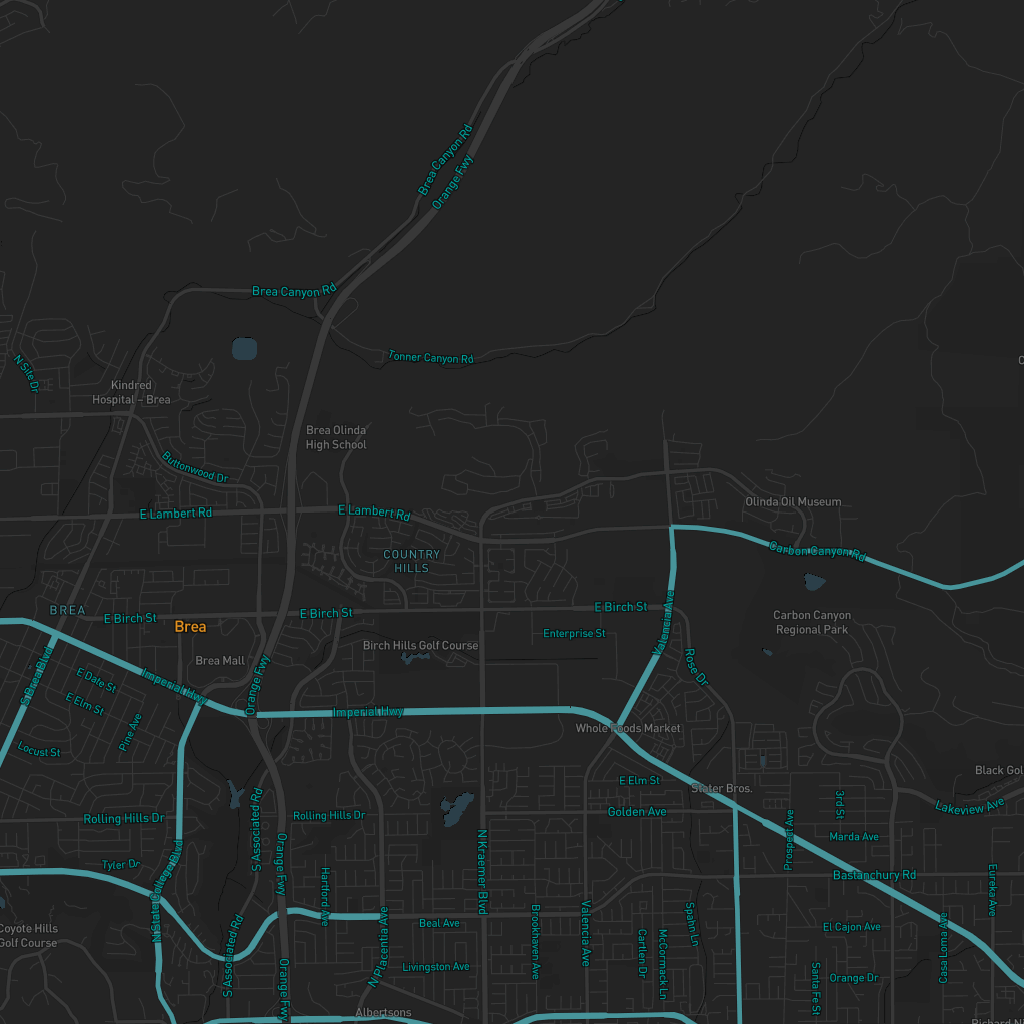 Brea Canyon Rd
Orange Fwy
Brea Canyon Rd
Tonner Canyon Rd
N Site Dr
Kindred
Hospital – Brea
Brea Olinda
High School
Buttonwood Dr
Olinda Oil Museum
E Lambert Rd
E Lambert Rd
Carbon Canyon Rd
COUNTRY
HILLS
BREA
E Birch St
E Birch St
E Birch St
Valencia Ave
Carbon Canyon
Regional Park
Brea
Enterprise St
Birch Hills Golf Course
Brea Mall
S Brea Blvd
E Date St
Imperial Hwy
Orange Fwy
Rose Dr
E Elm St
Imperial Hwy
Pine Ave
Whole Foods Market
Locust St
Black Gol
E Elm St
Stater Bros.
3rd St
Lakeview Ave
Rolling Hills Dr
S Associated Rd
Rolling Hills Dr
Golden Ave
Prospect Ave
Marda Ave
Tyler Dr
N State College Blvd
Orange Fwy
Hartford Ave
N Kraemer Blvd
Bastanchury Rd
Eureka Ave
Coyote Hills
Golf Course
S Associated Rd
N Placentia Ave
Beal Ave
Brookhaven Ave
Valencia Ave
Spahn Ln
El Cajon Ave
Casa Loma Ave
Cartlen Dr
McCormack Ln
Livingston Ave
Orange Fwy
Santa Fe St
Orange Dr
Albertsons